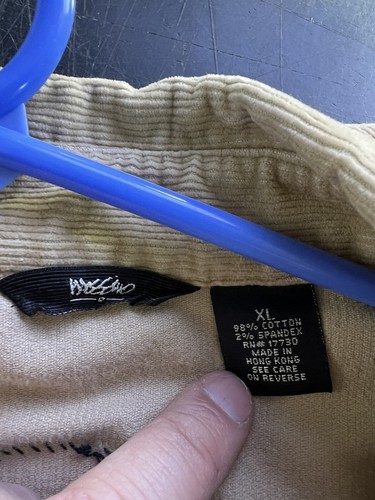 Mossimo
XL
98% COTTON
2% SPANDEX
RN# 17730
MADE IN
HONG KONG
SEE CARE
ON REVERSE